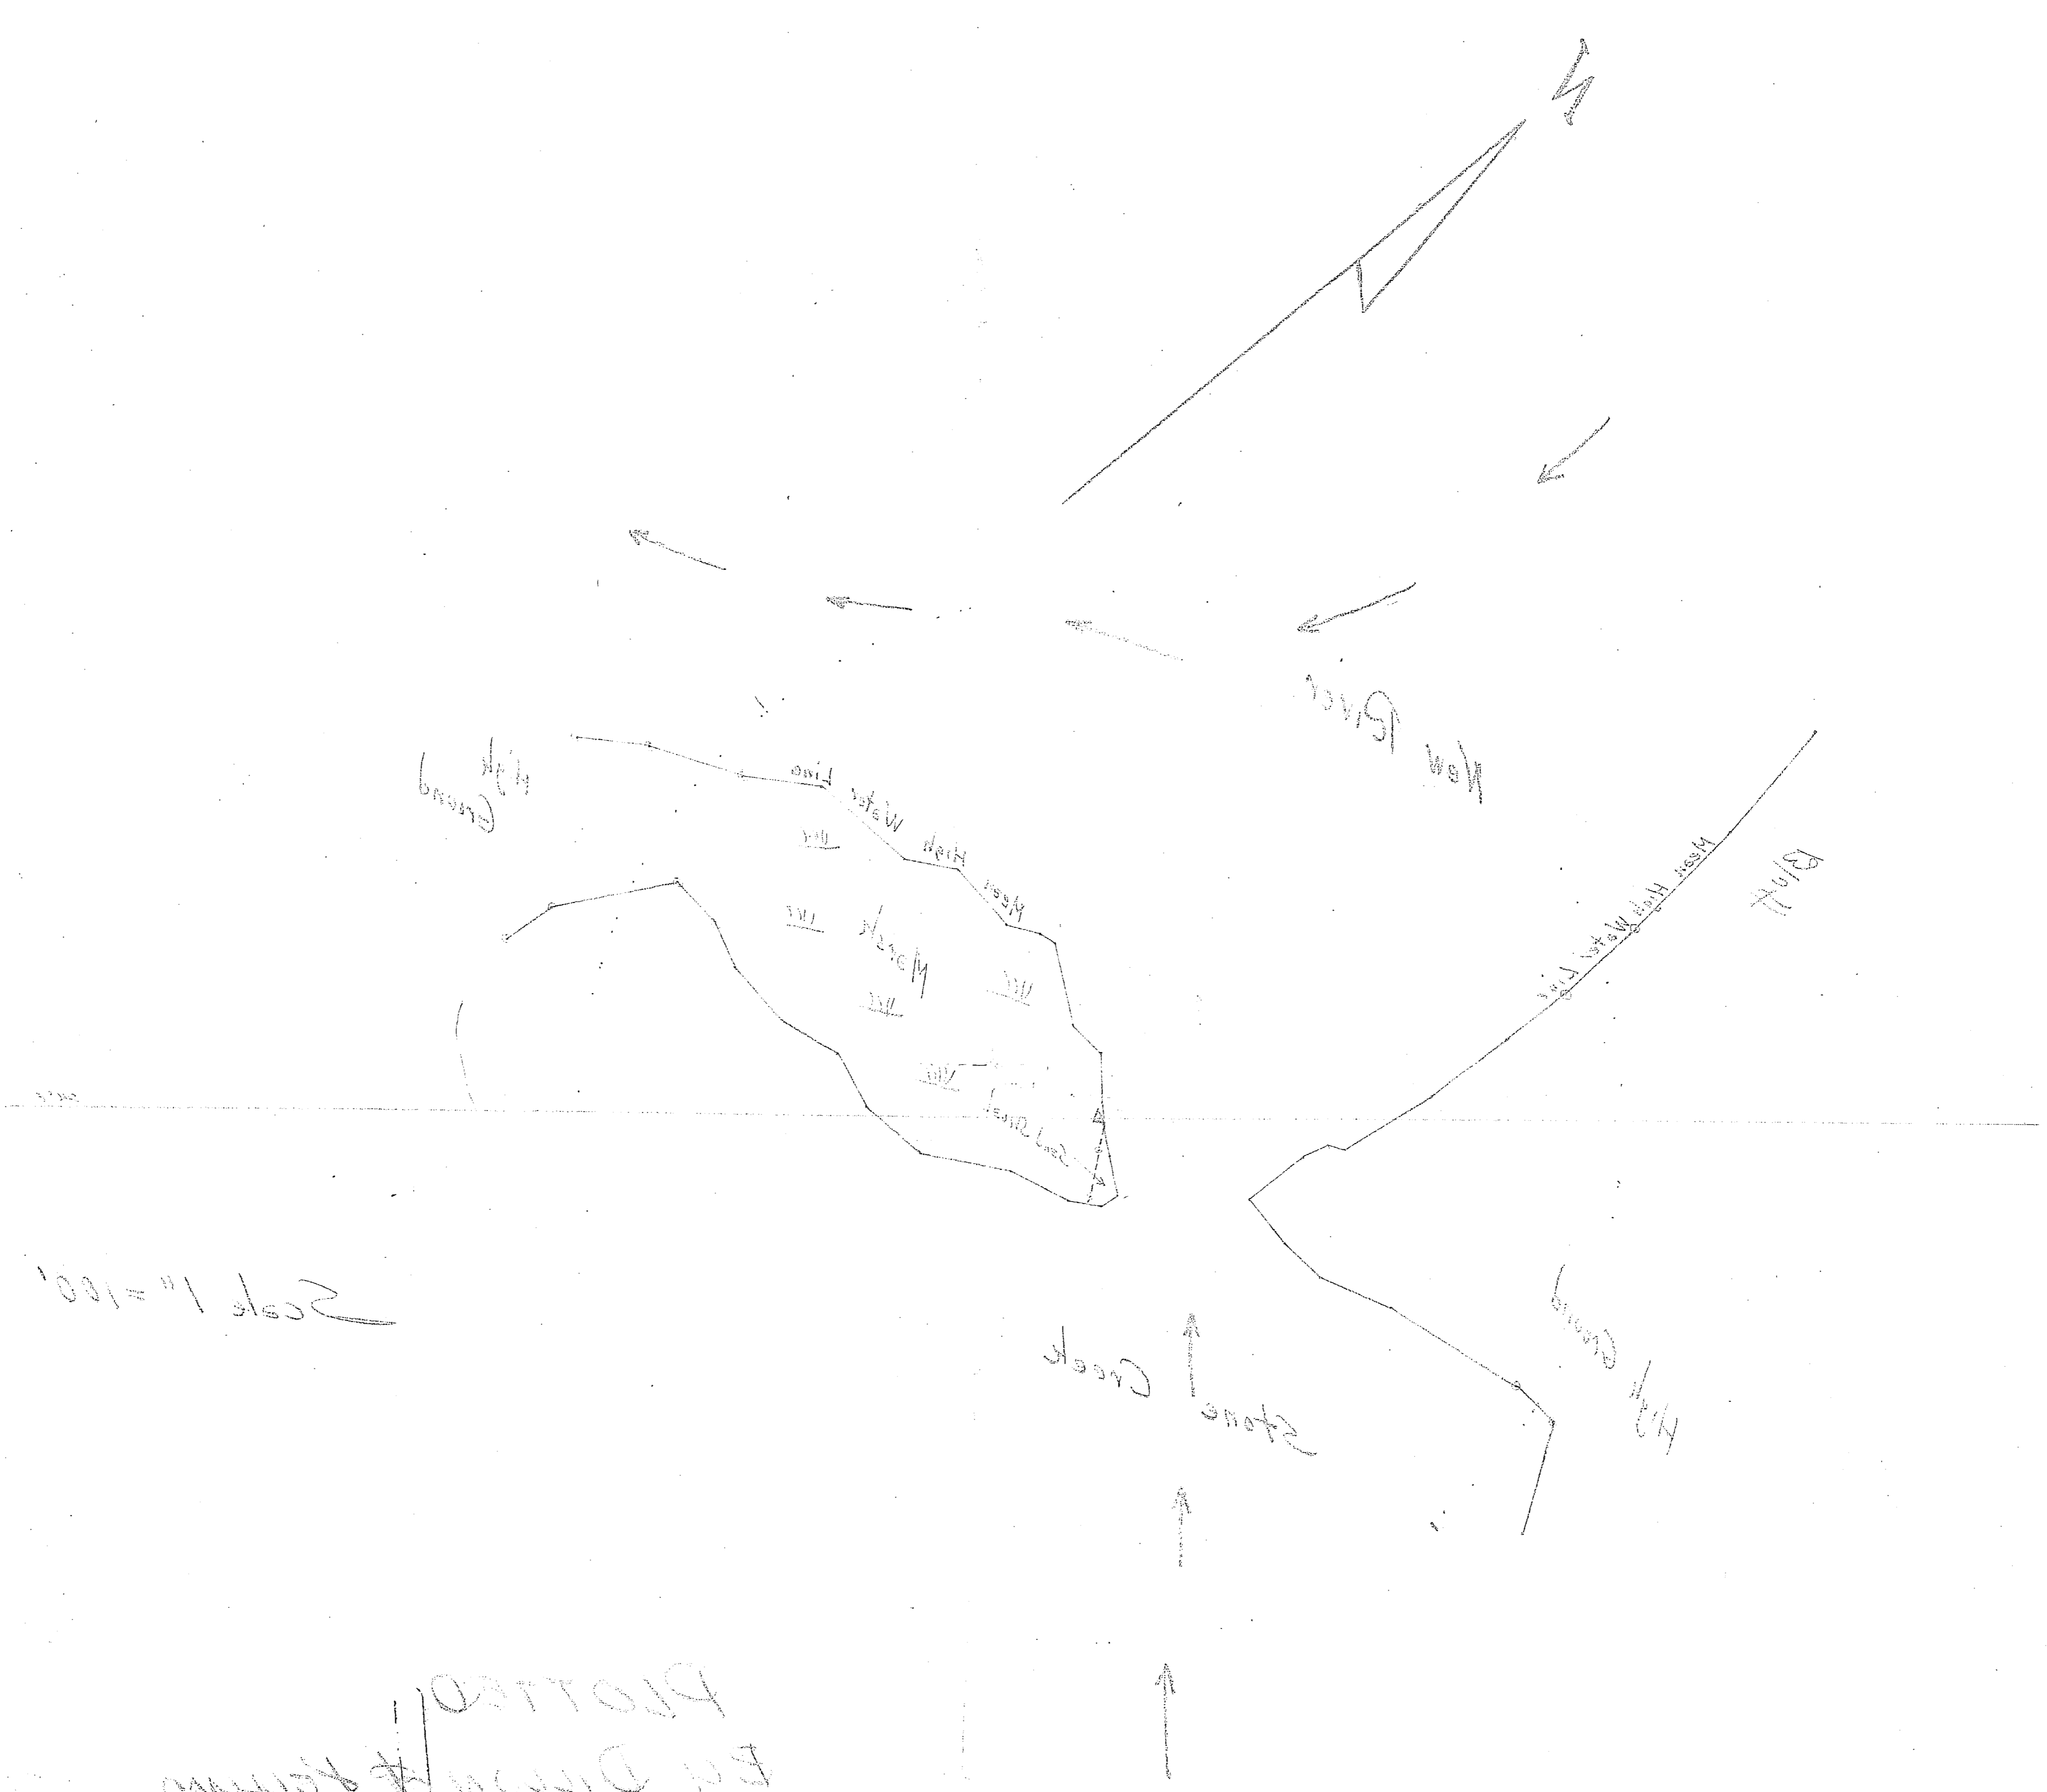 N
New River
High
Ground
Mean High Water Line
Marsh
Sand Spit
Mean High Water Line
Bluff
High Ground
Stone Creek
Scale 1" = 100'
PLOTTED